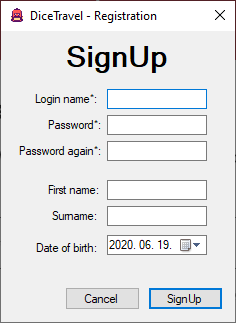 DiceTravel - Registration
SignUp
Login name*:
Password*:
Password again*:
First name:
Surname:
Date of birth: 2020. 06. 19.
Cancel SignUp